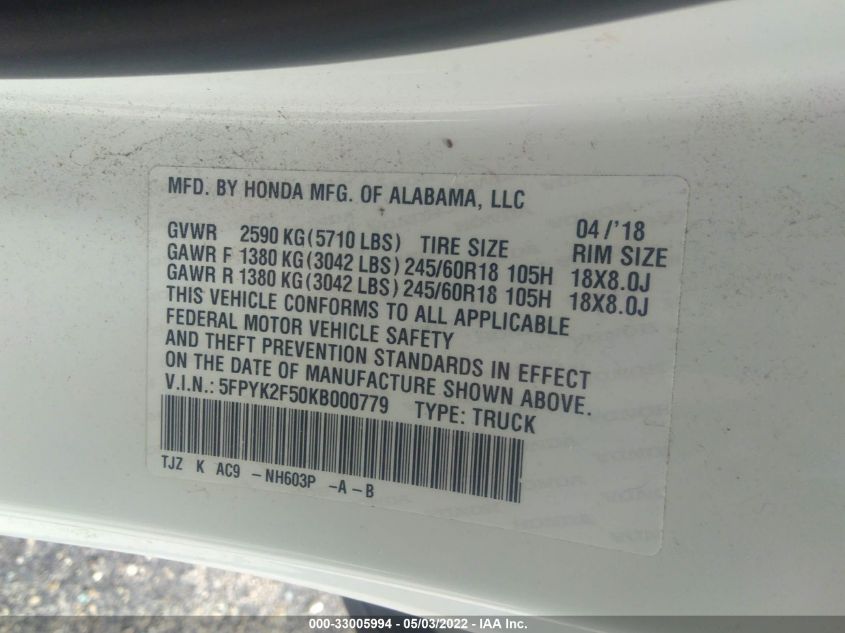 MFD. BY HONDA MFG. OF ALABAMA, LLC
04/'18
GVWR 2590 KG(5710 LBS) TIRE SIZE RIM SIZE
GAWR F 1380 KG(3042 LBS) 245/60R18 105H 18X8.0J
GAWR R 1380 KG(3042 LBS) 245/60R18 105H 18X8.0J
THIS VEHICLE CONFORMS TO ALL APPLICABLE
FEDERAL MOTOR VEHICLE SAFETY
AND THEFT PREVENTION STANDARDS IN EFFECT
ON THE DATE OF MANUFACTURE SHOWN ABOVE.
V.I.N.: 5FPYK2F50KB000779 TYPE: TRUCK
TJZ K AC9 -NH603P -A-B
000-33005994 - 05/03/2022 - IAA Inc.